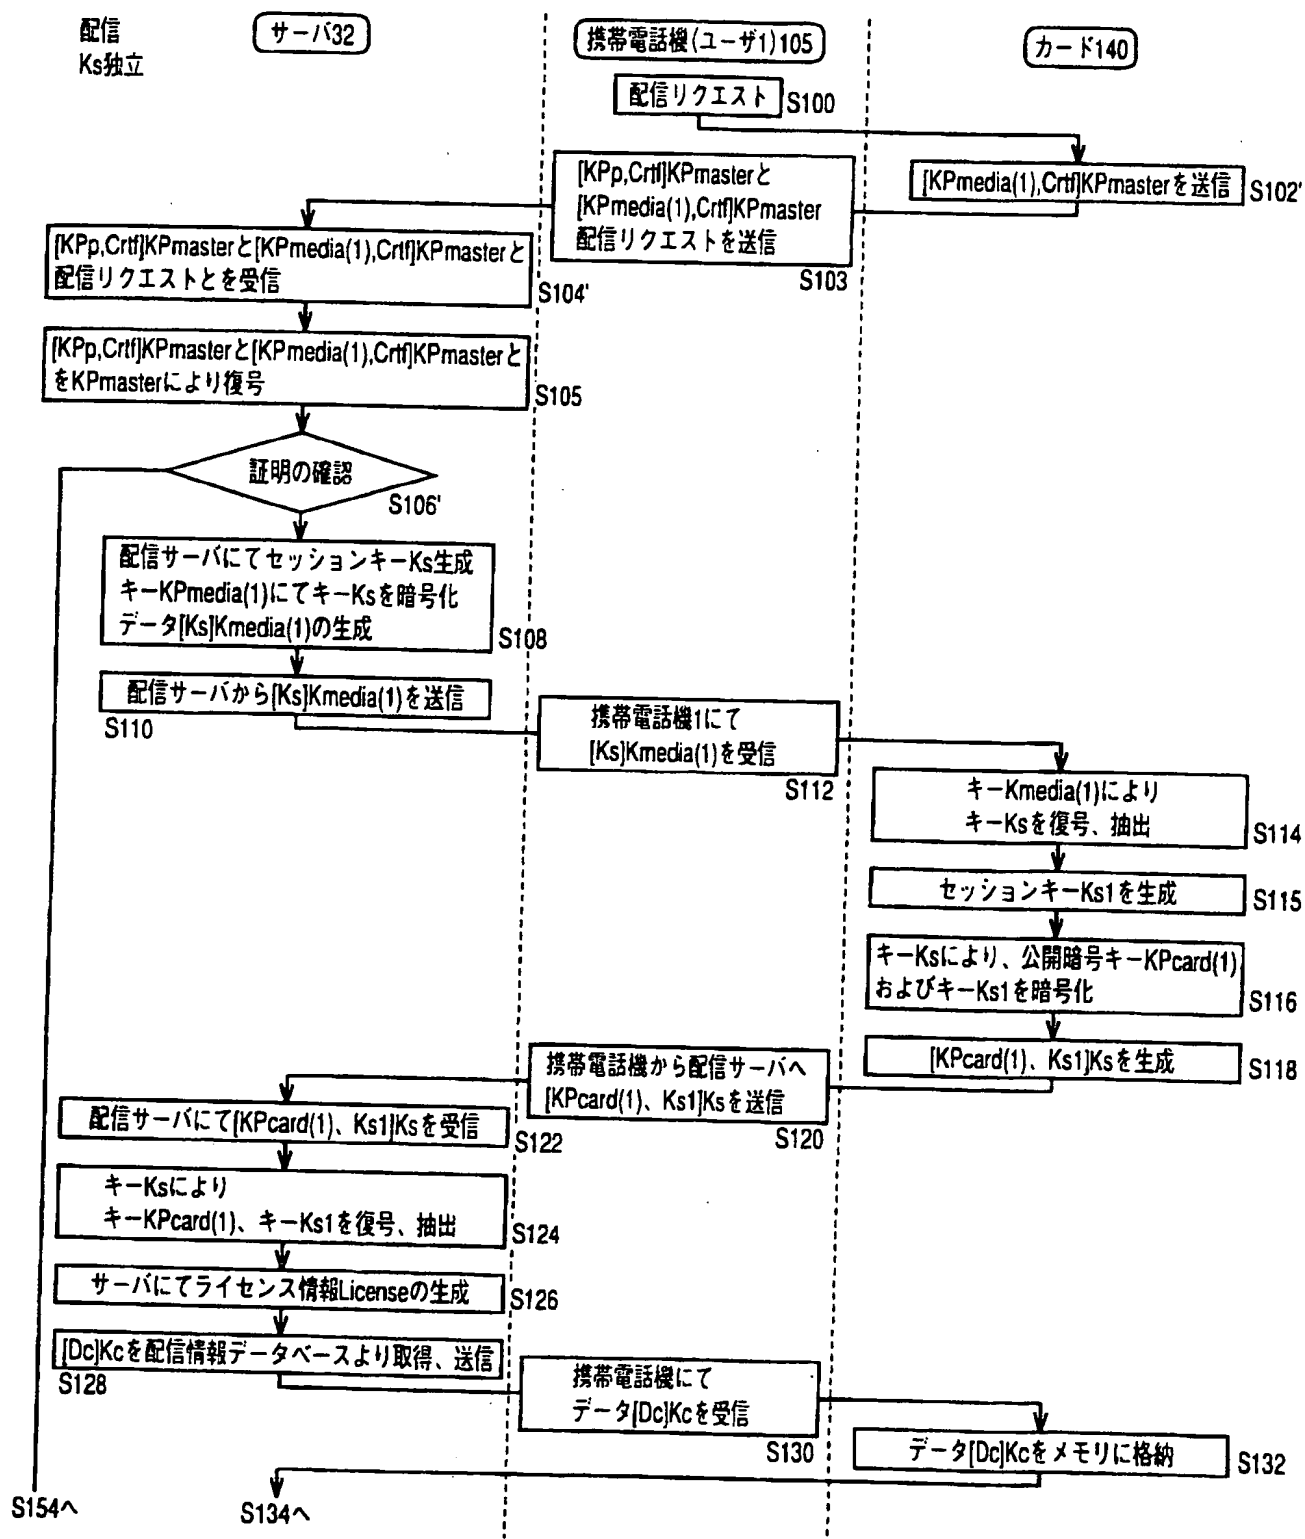 配信
Ks独立
サーバ32
携帯電話機(ユーザ1)105
カード140
配信リクエスト
S100
[KPmedia(1),Crtf]KPmasterを送信
S102'
[KPp,Crtf]KPmasterと
[KPmedia(1),Crtf]KPmaster
配信リクエストを送信
S103
[KPp,Crtf]KPmasterと[KPmedia(1),Crtf]KPmasterと
配信リクエストとを受信
S104'
[KPp,Crtf]KPmasterと[KPmedia(1),Crtf]KPmasterと
をKPmasterにより復号
S105
証明の確認
S106'
配信サーバにてセッションキーKs生成
キーKPmedia(1)にてキーKsを暗号化
データ[Ks]Kmedia(1)の生成
S108
配信サーバから[Ks]Kmedia(1)を送信
S110
携帯電話機1にて
[Ks]Kmedia(1)を受信
S112
キーKmedia(1)により
キーKsを復号、抽出
S114
セッションキーKs1を生成
S115
キーKsにより、公開暗号キーKPcard(1)
およびキーKs1を暗号化
S116
[KPcard(1)、Ks1]Ksを生成
S118
携帯電話機から配信サーバへ
[KPcard(1)、Ks1]Ksを送信
S120
配信サーバにて[KPcard(1)、Ks1]Ksを受信
S122
キーKsにより
キーKPcard(1)、キーKs1を復号、抽出
S124
サーバにてライセンス情報Licenseの生成
S126
[Dc]Kcを配信情報データベースより取得、送信
S128
携帯電話機にて
データ[Dc]Kcを受信
S130
データ[Dc]Kcをメモリに格納
S132
S154へ
S134へ